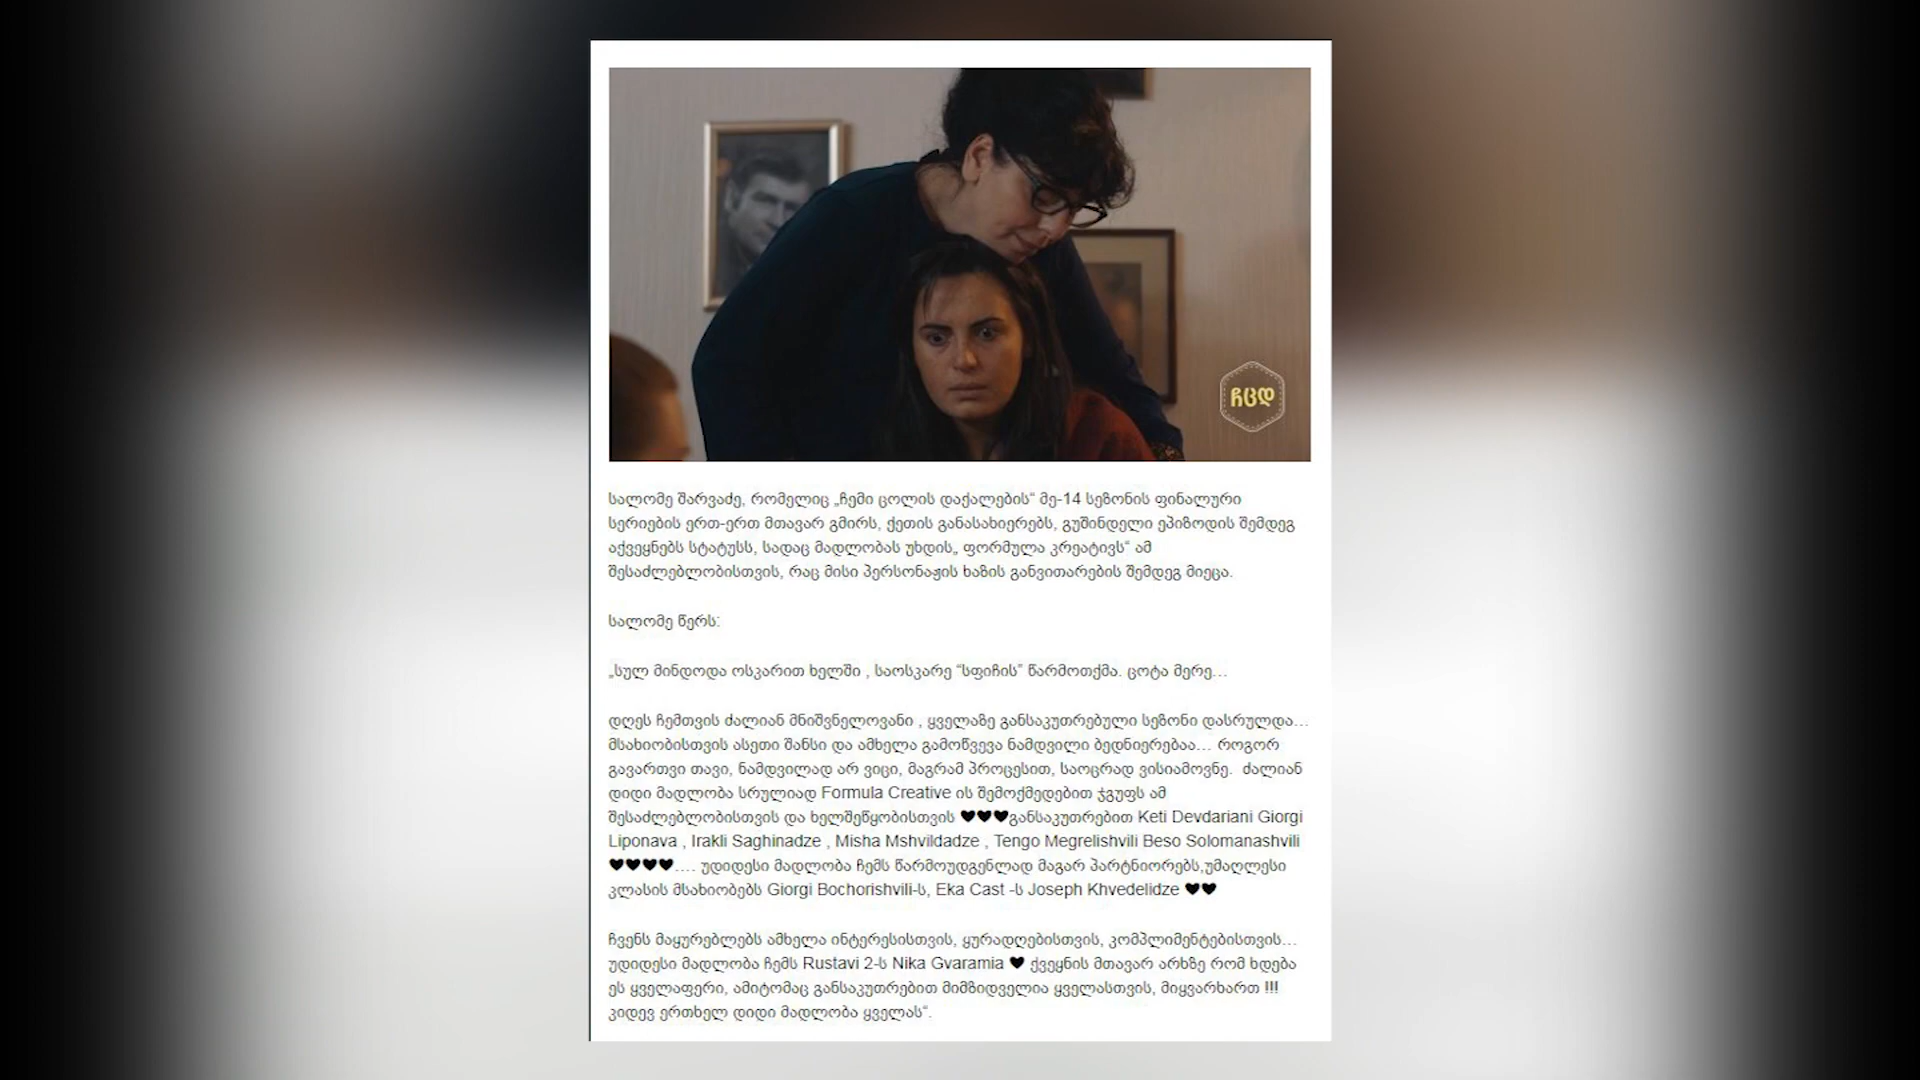 ჩცდ
სალომე შარვაძე, რომელიც „ჩემი ცოლის დაქალების“ მე-14 სეზონის ფინალური
სერიების ერთ-ერთ მთავარ გმირს, ქეთის განასახიერებს, გუშინდელი ეპიზოდის შემდეგ
აქვეყნებს სტატუსს, სადაც მადლობას უხდის„ ფორმულა კრეატივს“ ამ
შესაძლებლობისთვის, რაც მისი პერსონაჟის ხაზის განვითარების შემდეგ მიეცა.
სალომე წერს:
„სულ მინდოდა ოსკარით ხელში , საოსკარე “სფიჩის” წარმოთქმა. ცოტა მერე…
დღეს ჩემთვის ძალიან მნიშვნელოვანი , ყველაზე განსაკუთრებული სეზონი დასრულდა…
მსახიობისთვის ასეთი შანსი და ამხელა გამოწვევა ნამდვილი ბედნიერებაა… როგორ
გავართვი თავი, ნამდვილად არ ვიცი, მაგრამ პროცესით, საოცრად ვისიამოვნე. ძალიან
დიდი მადლობა სრულიად Formula Creative ის შემოქმედებით ჯგუფს ამ
შესაძლებლობისთვის და ხელშეწყობისთვის ♥♥♥განსაკუთრებით Keti Devdariani Giorgi
Liponava , Irakli Saghinadze , Misha Mshvildadze , Tengo Megrelishvili Beso Solomanashvili
♥♥♥♥…. უდიდესი მადლობა ჩემს წარმოუდგენლად მაგარ პარტნიორებს,უმაღლესი
კლასის მსახიობებს Giorgi Bochorishvili-ს, Eka Cast -ს Joseph Khvedelidze ♥♥
ჩვენს მაყურებლებს ამხელა ინტერესისთვის, ყურადღებისთვის, კომპლიმენტებისთვის…
უდიდესი მადლობა ჩემს Rustavi 2-ს Nika Gvaramia ♥ ქვეყნის მთავარ არხზე რომ ხდება
ეს ყველაფერი, ამიტომაც განსაკუთრებით მიმზიდველია ყველასთვის, მიყვარხართ !!!
კიდევ ერთხელ დიდი მადლობა ყველას“.